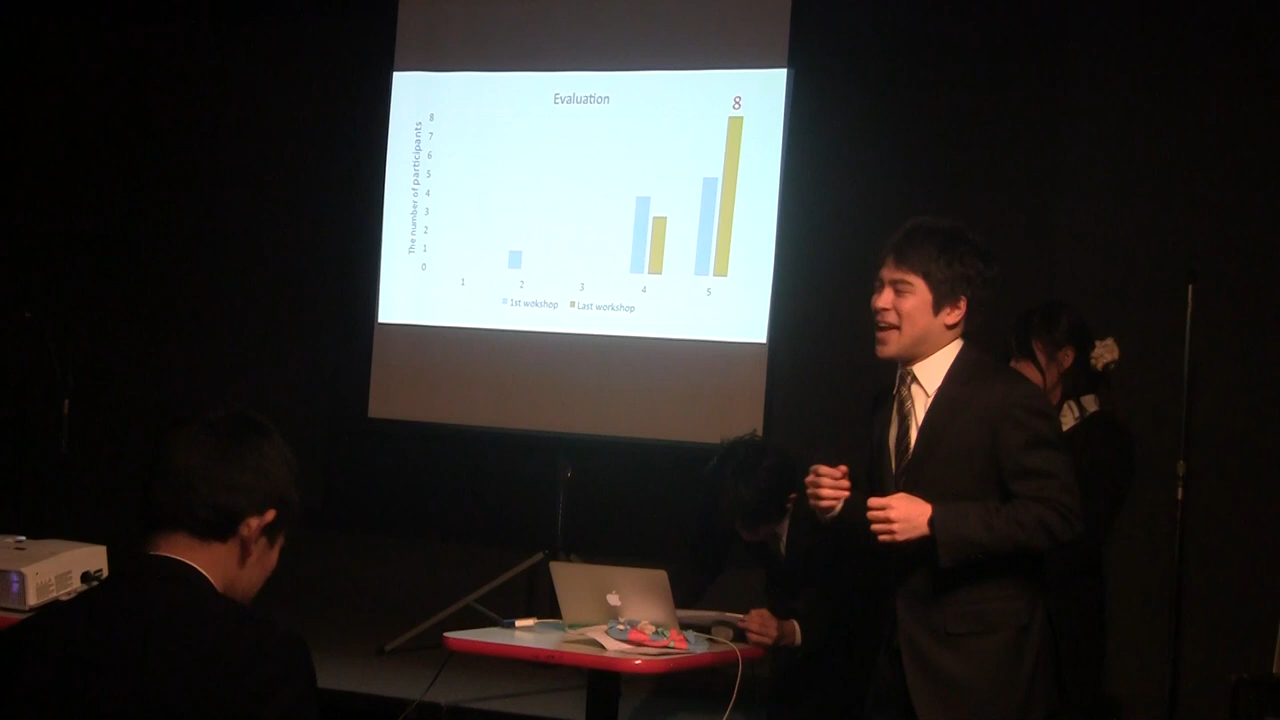 Evaluation
8
The number of participants
8
7
6
5
4
3
2
1
0
1 2 3 4 5
1st wokshop Last workshop